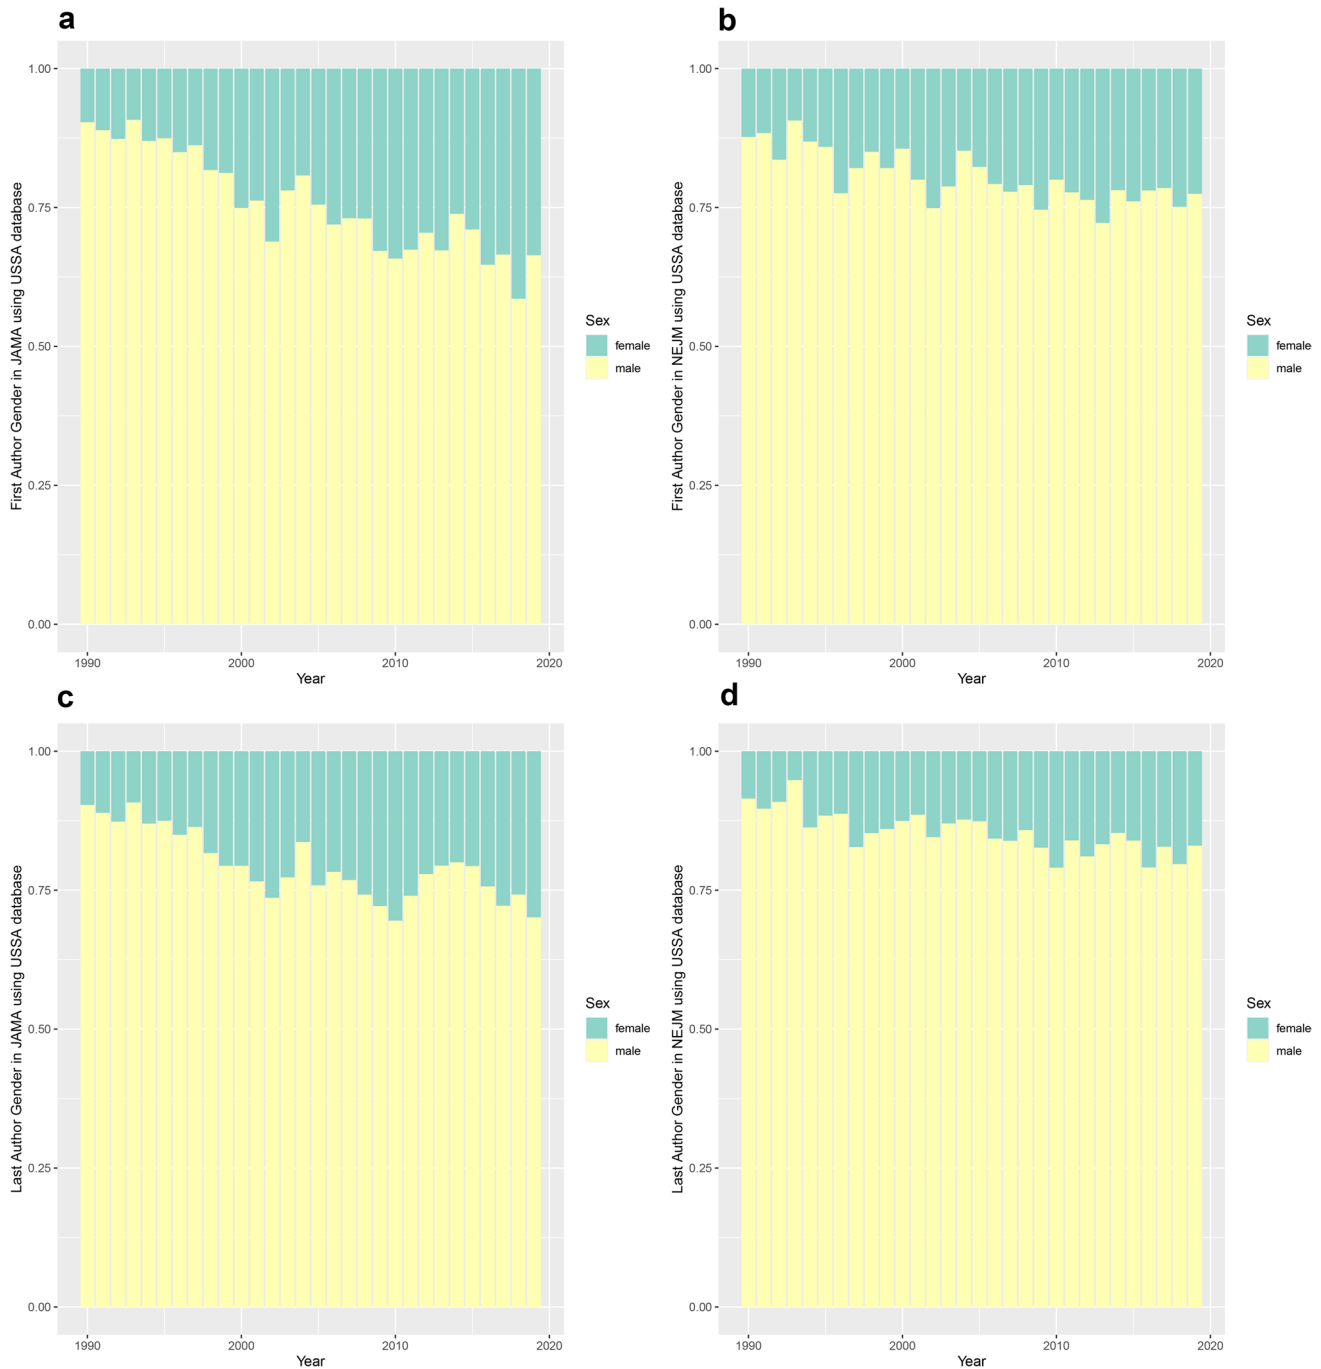 a
First Author Gender in JAMA using USSA database
1.00
0.75
0.50
0.25
0.00
1990
2000
2010
2020
Year
Sex
female
male
b
First Author Gender in NEJM using USSA database
1.00
0.75
0.50
0.25
0.00
1990
2000
2010
2020
Year
Sex
female
male
c
Last Author Gender in JAMA using USSA database
1.00
0.75
0.50
0.25
0.00
1990
2000
2010
2020
Year
Sex
female
male
d
Last Author Gender in NEJM using USSA database
1.00
0.75
0.50
0.25
0.00
1990
2000
2010
2020
Year
Sex
female
male